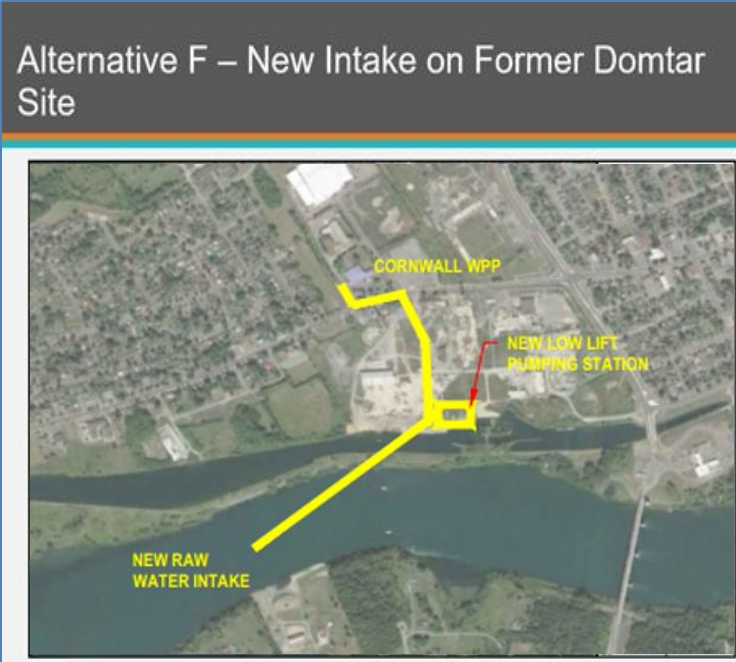 Alternative F – New Intake on Former Domtar
Site
CORNWALL WPP
NEW LOW LIFT
PUMPING STATION
NEW RAW
WATER INTAKE